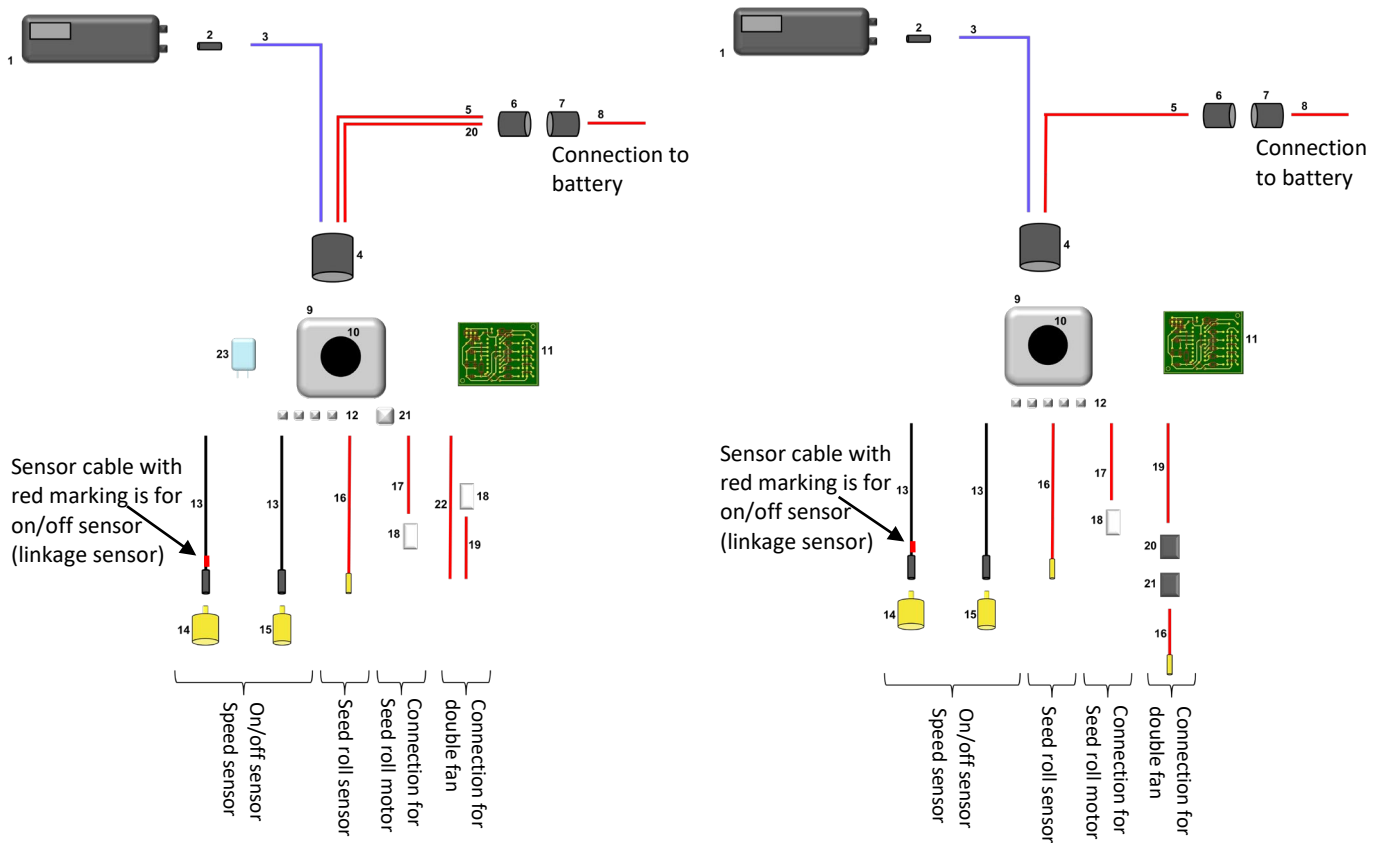 1
2
3
5
20
6
7
8
Connection to
battery
4
9
10
23
11
12
21
Sensor cable with
red marking is for
on/off sensor
(linkage sensor)
13
13
16
17
18
22
18
19
14
15
On/off sensor
Speed sensor
Seed roll sensor
Connection for
Seed roll motor
Connection for
double fan
1
2
3
5
6
7
8
Connection
to battery
4
9
10
11
12
Sensor cable with
red marking is for
on/off sensor
(linkage sensor)
13
13
16
17
18
19
20
21
14
15
16
On/off sensor
Speed sensor
Seed roll sensor
Connection for
Seed roll motor
Connection for
double fan